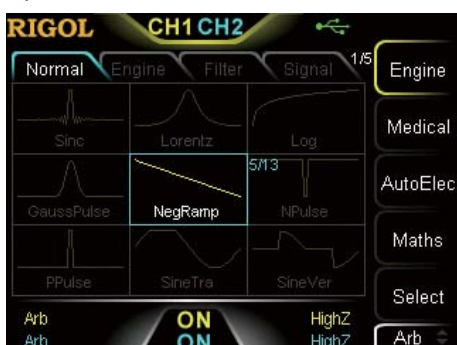 RIGOL CH1 CH2
Normal Engine Filter Signal 1/5
Sinc Lorentz Log
5/13
GaussPulse NegRamp NPulse
PPulse SineTra SineVer
Arb ON HighZ
Arb ON HighZ
Engine
Medical
AutoElec
Maths
Select
Arb